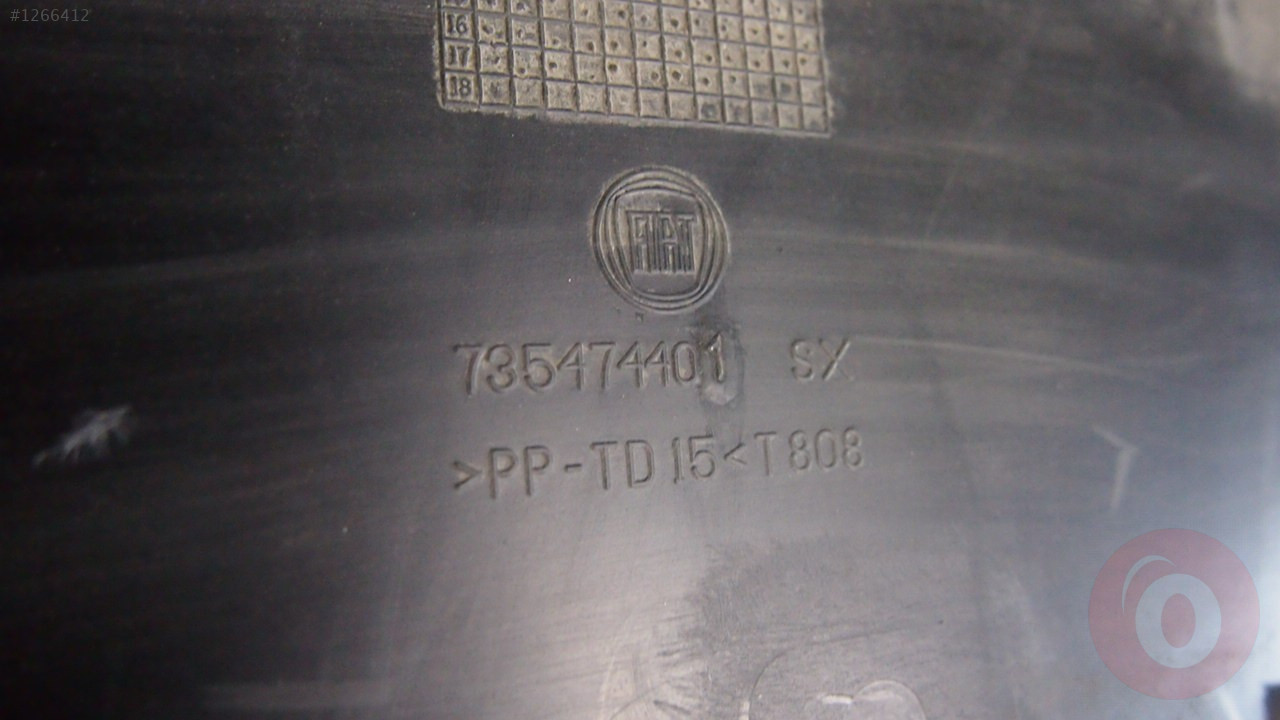 #1266412
16
17
18
FIAT
735474401 SX
>PP-TD15<T808